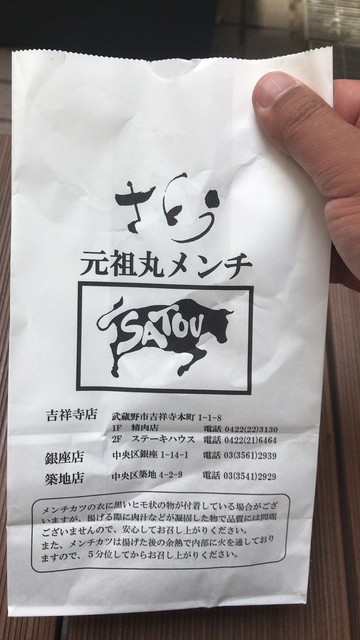 さとう
元祖丸メンチ
SATOU
吉祥寺店 武蔵野市吉祥寺本町 1-1-8
1F 精肉店 電話 0422(22)3130
2F ステーキハウス 電話 0422(21)6464
銀座店 中央区銀座 1-14-1 電話 03(3561)2939
築地店 中央区築地 4-2-9 電話 03(3541)2929
メンチカツの衣に黒いヒモ状の物が付着している場合がござ
いますが、揚げる際に肉汁などが凝固した物で品質には問題
ございませんので、安心してお召し上がりください。
また、メンチカツは揚げた後の余熱で内部に火を通しており
ますので、５分位してからお召し上がりください。